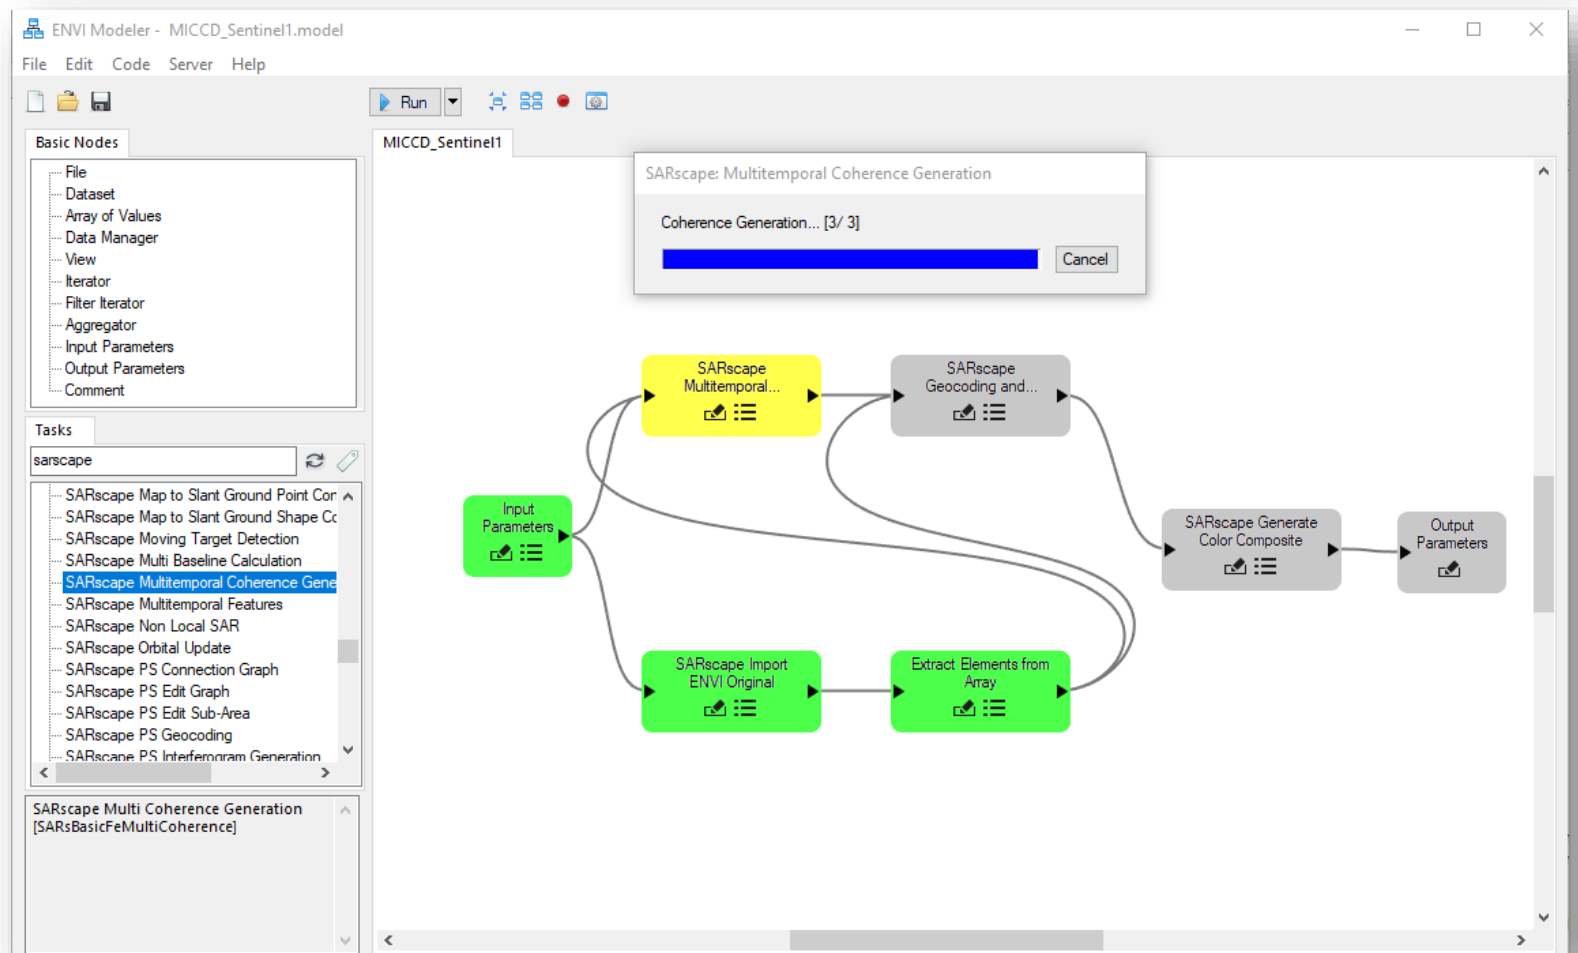 ENVI Modeler - MICCD_Sentinel1.model
File Edit Code Server Help
Run
Basic Nodes
File
Dataset
Array of Values
Data Manager
View
Iterator
Filter Iterator
Aggregator
Input Parameters
Output Parameters
Comment
Tasks
sarscape
SARscape Map to Slant Ground Point Con
SARscape Map to Slant Ground Shape Co
SARscape Moving Target Detection
SARscape Multi Baseline Calculation
SARscape Multitemporal Coherence Gene
SARscape Multitemporal Features
SARscape Non Local SAR
SARscape Orbital Update
SARscape PS Connection Graph
SARscape PS Edit Graph
SARscape PS Edit Sub-Area
SARscape PS Geocoding
SARscape PS Interferogram Generation
SARscape Multi Coherence Generation
[SARsBasicFeMultiCoherence]
MICCD_Sentinel1
SARscape: Multitemporal Coherence Generation
Coherence Generation... [3/ 3]
Cancel
SARscape
Multitemporal...
SARscape
Geocoding and...
Input
Parameters
SARscape Generate
Color Composite
Output
Parameters
SARscape Import
ENVI Original
Extract Elements from
Array